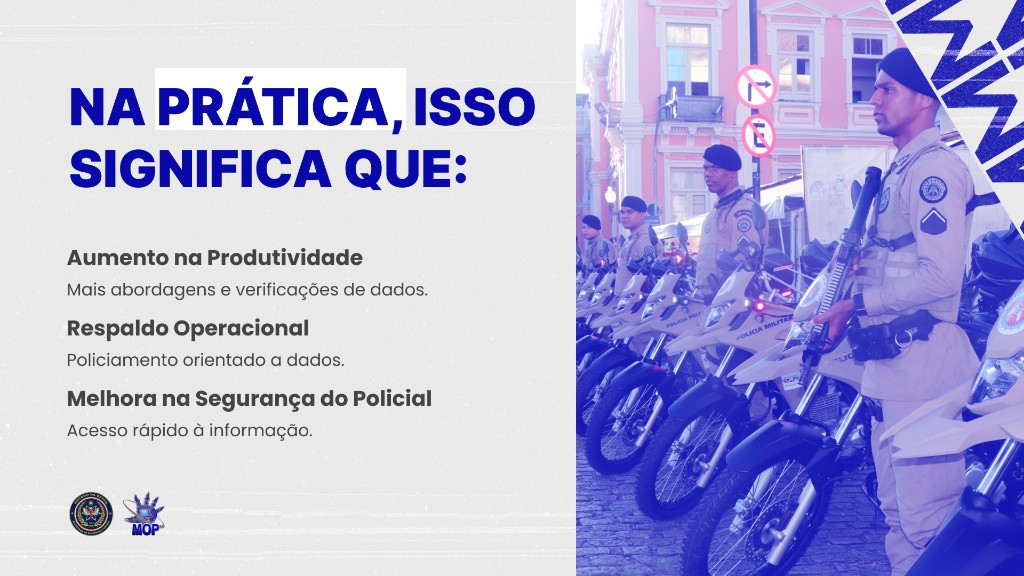 NA PRÁTICA, ISSO
SIGNIFICA QUE:
Aumento na Produtividade
Mais abordagens e verificações de dados.
Respaldo Operacional
Policiamento orientado a dados.
Melhora na Segurança do Policial
Acesso rápido à informação.
MOP
E
POLÍCIA MILITAR